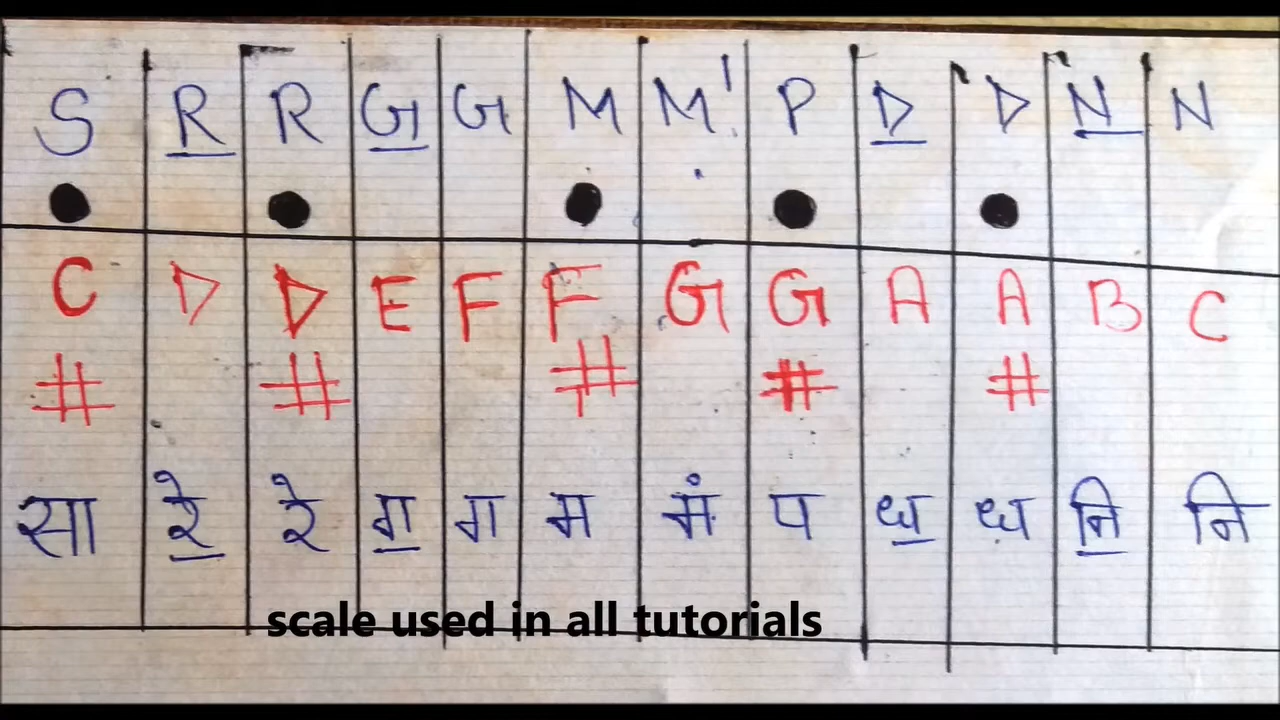 S R R G G M M' P D D N N
C D D E F F G G A A B C
# # # # #
सा रे रे ग ग म मं प ध ध नि नि
scale used in all tutorials